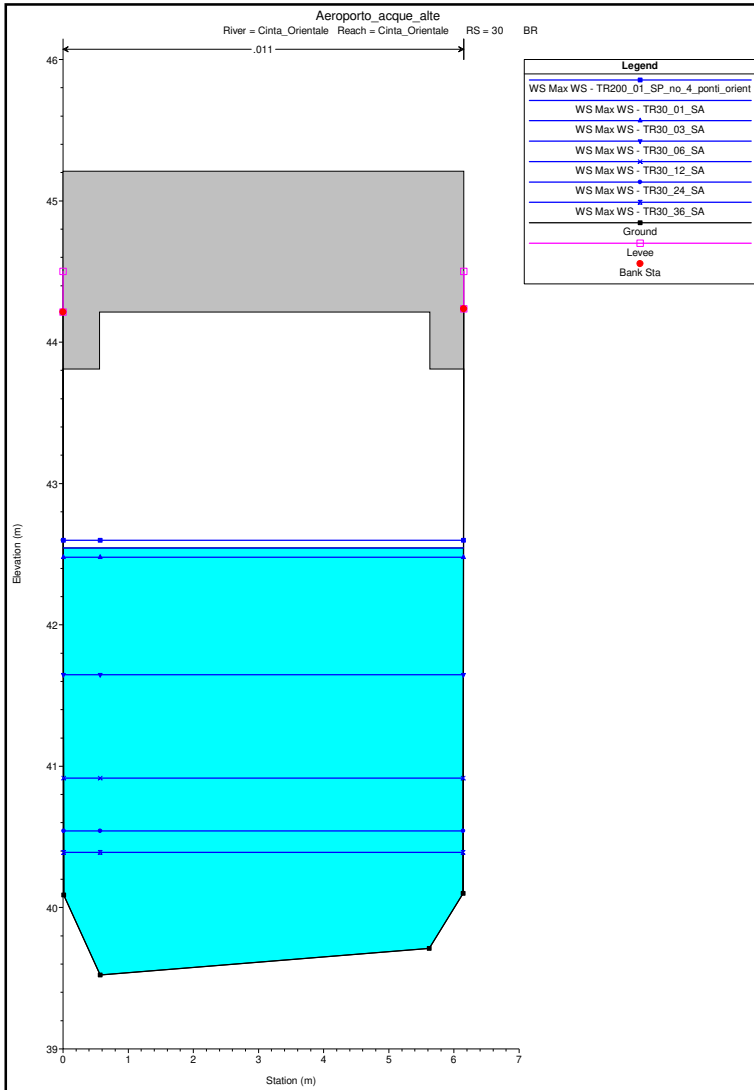 Aeroporto_acque_alte
River = Cinta_Orientale Reach = Cinta_Orientale RS = 30 BR
.011
46
45
44
43
42
41
40
39
Elevation (m)
0 1 2 3 4 5 6 7
Station (m)
Legend
WS Max WS - TR200_01_SP_no_4_ponti_orient
WS Max WS - TR30_01_SA
WS Max WS - TR30_03_SA
WS Max WS - TR30_06_SA
WS Max WS - TR30_12_SA
WS Max WS - TR30_24_SA
WS Max WS - TR30_36_SA
Ground
Levee
Bank Sta